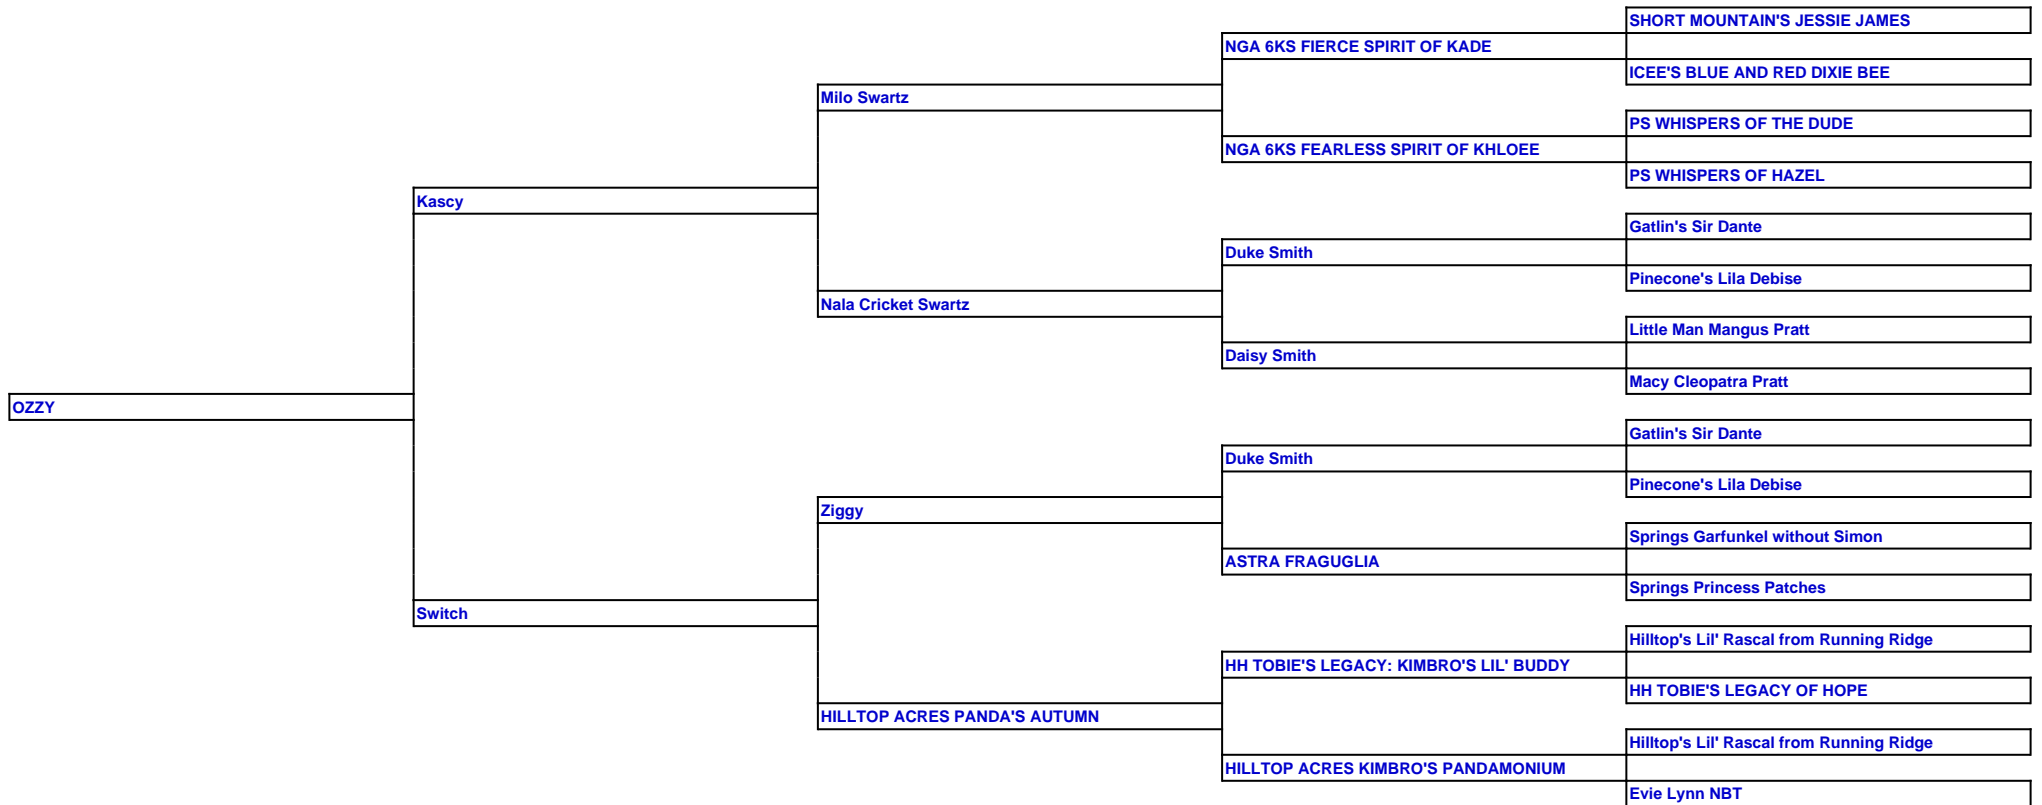 SHORT MOUNTAIN'S JESSIE JAMES
NGA 6KS FIERCE SPIRIT OF KADE
ICEE'S BLUE AND RED DIXIE BEE
Milo Swartz
PS WHISPERS OF THE DUDE
NGA 6KS FEARLESS SPIRIT OF KHLOEE
PS WHISPERS OF HAZEL
Kascy
Gatlin's Sir Dante
Duke Smith
Pinecone's Lila Debise
Nala Cricket Swartz
Little Man Mangus Pratt
Daisy Smith
Macy Cleopatra Pratt
OZZY
Gatlin's Sir Dante
Duke Smith
Pinecone's Lila Debise
Ziggy
Springs Garfunkel without Simon
ASTRA FRAGUGLIA
Springs Princess Patches
Switch
Hilltop's Lil' Rascal from Running Ridge
HH TOBIE'S LEGACY: KIMBRO'S LIL' BUDDY
HH TOBIE'S LEGACY OF HOPE
HILLTOP ACRES PANDA'S AUTUMN
Hilltop's Lil' Rascal from Running Ridge
HILLTOP ACRES KIMBRO'S PANDAMONIUM
Evie Lynn NBT